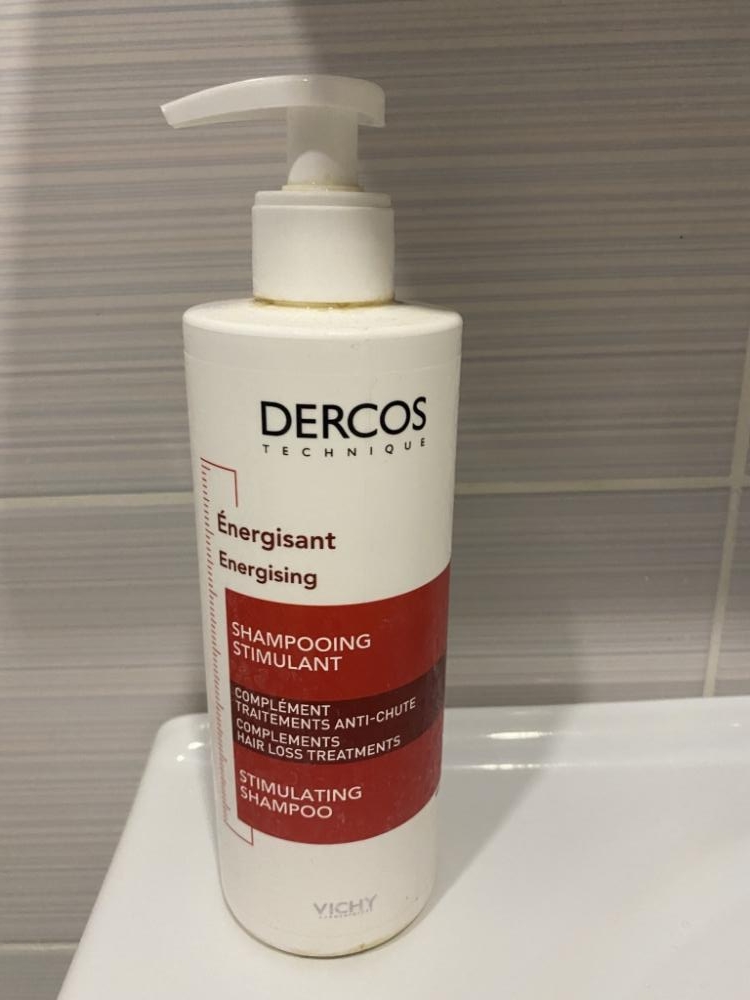 DERCOS
TECHNIQUE
Énergisant
Energising
SHAMPOOING
STIMULANT
COMPLÉMENT
TRAITEMENTS ANTI-CHUTE
COMPLEMENTS
HAIR LOSS TREATMENTS
STIMULATING
SHAMPOO
VICHY